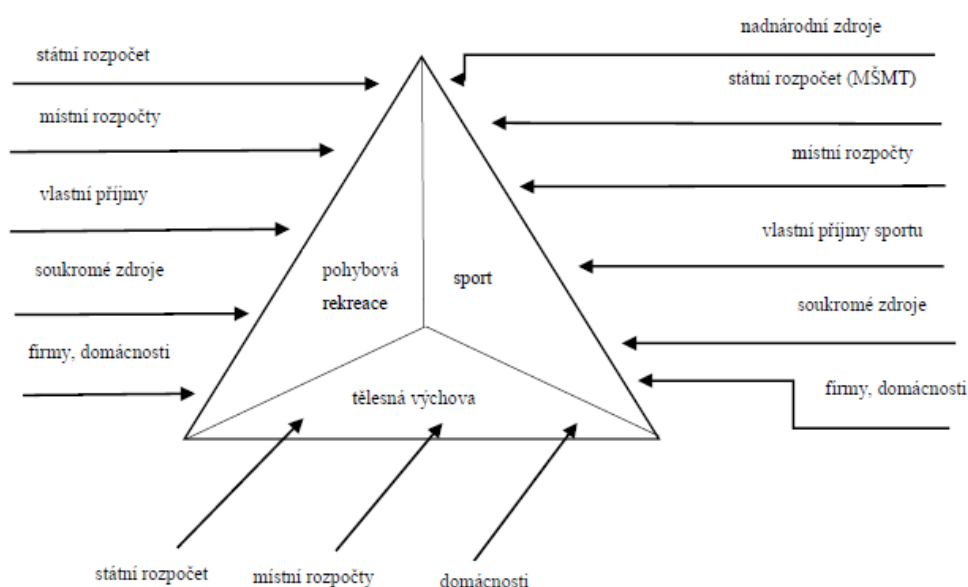 státní rozpočet
místní rozpočty
vlastní příjmy
soukromé zdroje
firmy, domácnosti
nadnárodní zdroje
státní rozpočet (MŠMT)
místní rozpočty
vlastní příjmy sportu
soukromé zdroje
firmy, domácnosti
pohybová
rekreace
sport
tělesná výchova
státní rozpočet
místní rozpočty
domácnosti